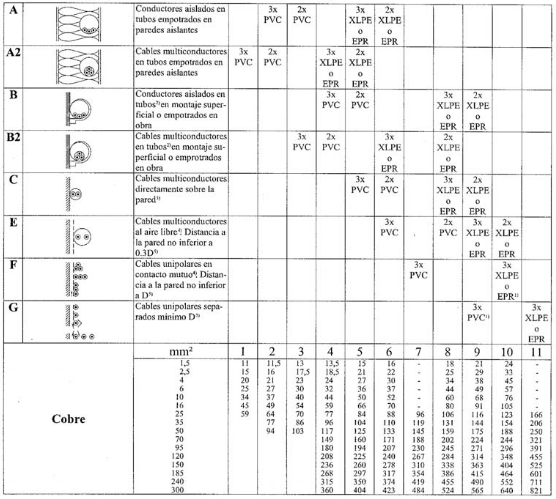 A Conductores aislados en 3x 2x 3x 2x
tubos empotrados en PVC PVC XLPE XLPE
paredes aislantes o o
EPR EPR
A2 Cables multiconductores 3x 2x 3x 2x
en tubos empotrados en PVC PVC XLPE XLPE
paredes aislantes o o
EPR EPR
B Conductores aislados en 3x 2x 3x 2x
tubos²⁾ en montaje super- PVC PVC XLPE XLPE
ficial o empotrados en o o
obra EPR EPR
B2 Cables multiconductores 3x 2x 3x 2x
en tubos²⁾ en montaje su- PVC PVC XLPE XLPE
perficial o emprotrados o o
en obra EPR EPR
C Cables multiconductores 3x 2x 3x 2x
directamente sobre la PVC PVC XLPE XLPE
pared³⁾ o o
EPR EPR
E Cables multiconductores 3x 2x 3x 2x
al aire libre⁴⁾ Distancia a PVC PVC XLPE XLPE
la pared no inferior a o o
0.3D⁵⁾ EPR EPR
F Cables unipolares en 3x 3x
contacto mutuo⁴⁾ Distan- PVC XLPE
cia a la pared no inferior o
a D⁵⁾ EPR¹⁾
G Cables unipolares sepa- 3x 3x
rados mínimo D⁵⁾ PVC¹⁾ XLPE
o
EPR
mm² 1 2 3 4 5 6 7 8 9 10 11
Cobre
1,5 11 11,5 13 13,5 15 16 - 18 21 24 -
2,5 15 16 17,5 18,5 21 22 - 25 29 33 -
4 20 21 23 24 27 30 - 34 38 45 -
6 25 27 30 32 36 37 - 44 49 57 -
10 34 37 40 44 50 52 - 60 68 76 -
16 45 49 54 59 66 70 - 80 91 105 -
25 59 64 70 77 84 88 96 106 116 123 166
35 77 86 96 104 110 119 131 144 154 206
50 94 103 117 125 133 145 159 175 188 250
70 149 160 171 188 202 224 244 321
95 180 194 207 230 245 271 296 391
120 208 225 240 267 284 314 348 455
150 236 260 278 310 338 363 404 525
185 268 297 317 354 386 415 464 601
240 315 350 374 419 455 490 552 711
300 360 404 423 484 524 565 640 821